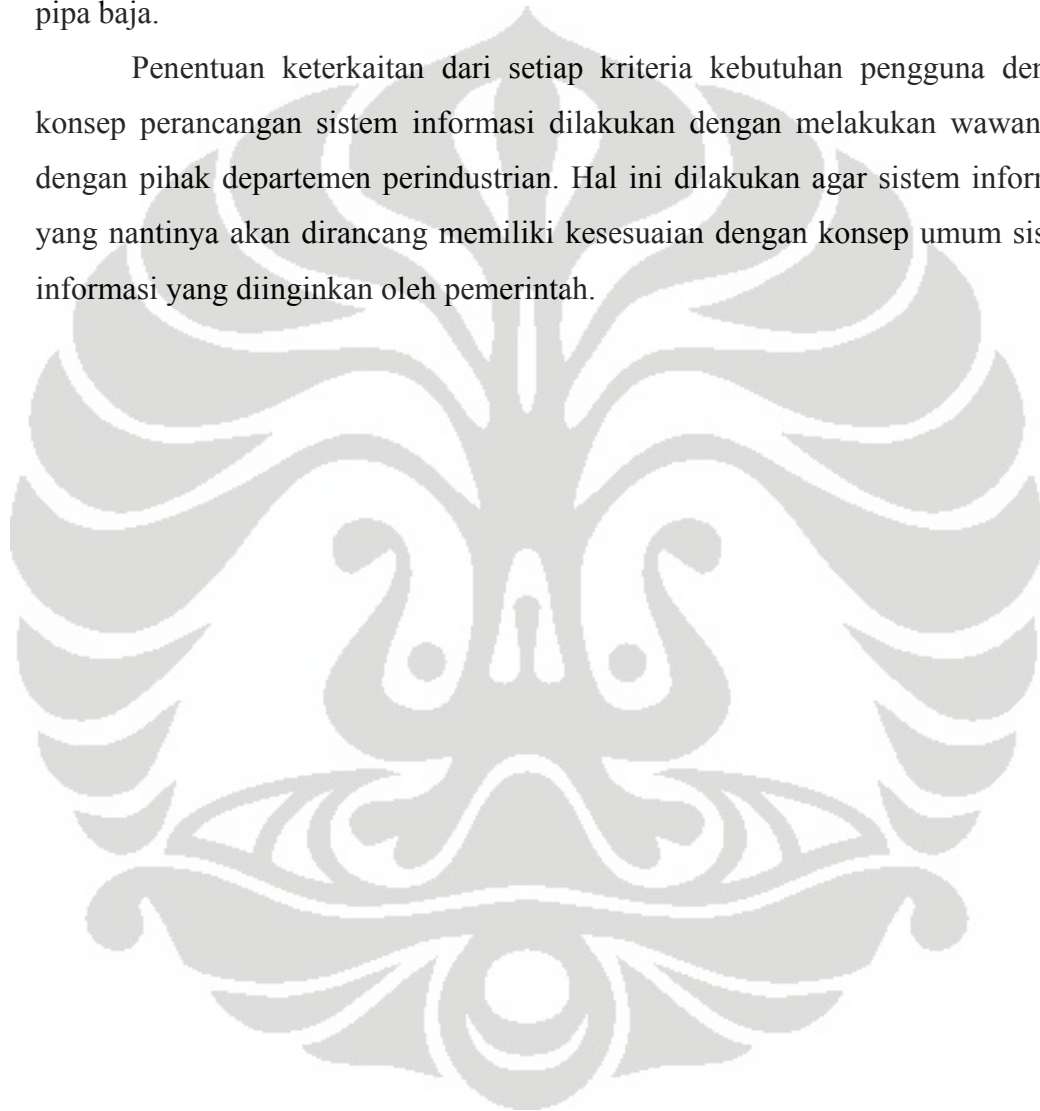 pipa baja.
Penentuan keterkaitan dari setiap kriteria kebutuhan pengguna den
konsep perancangan sistem informasi dilakukan dengan melakukan wawan
dengan pihak departemen perindustrian. Hal ini dilakukan agar sistem infor
yang nantinya akan dirancang memiliki kesesuaian dengan konsep umum sis
informasi yang diinginkan oleh pemerintah.